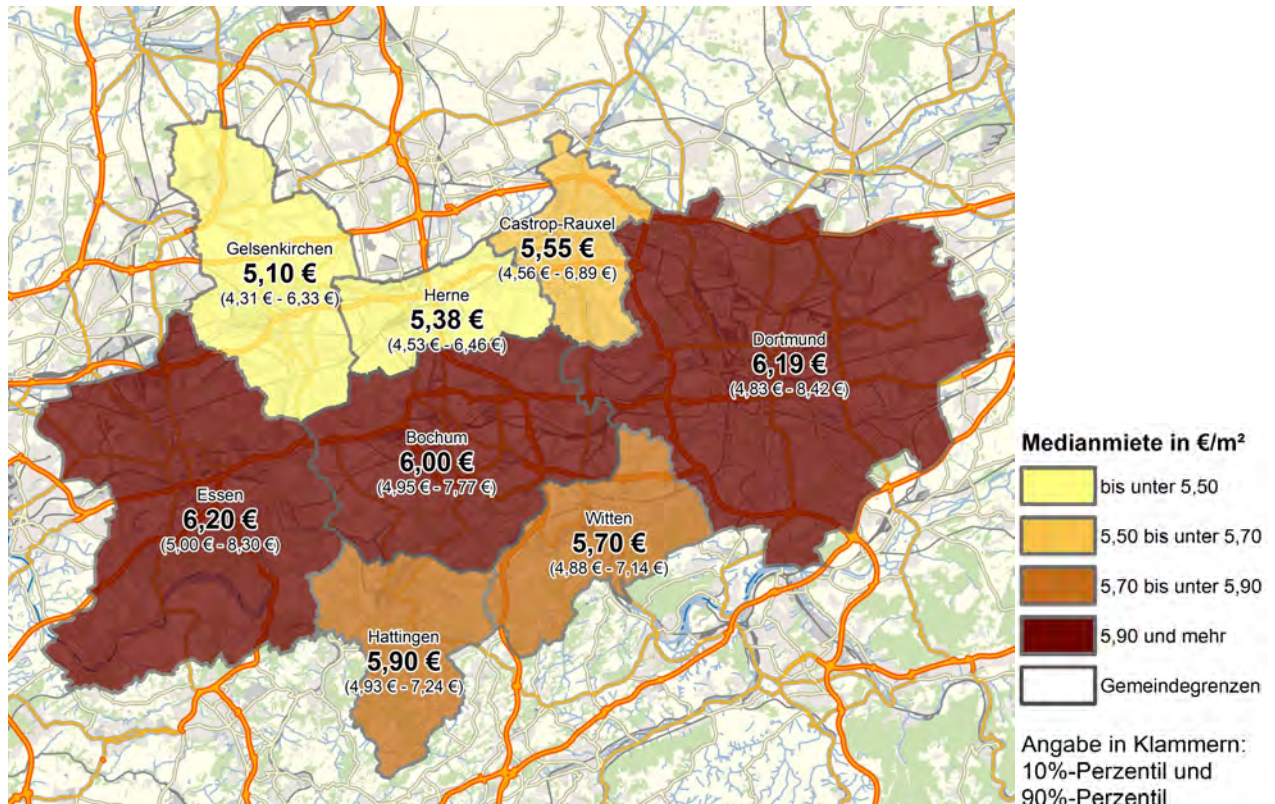 Gelsenkirchen
5,10 €
(4,31 € - 6,33 €)
Castrop-Rauxel
5,55 €
(4,56 € - 6,89 €)
Herne
5,38 €
(4,53 € - 6,46 €)
Dortmund
6,19 €
(4,83 € - 8,42 €)
Bochum
6,00 €
(4,95 € - 7,77 €)
Essen
6,20 €
(5,00 € - 8,30 €)
Witten
5,70 €
(4,88 € - 7,14 €)
Hattingen
5,90 €
(4,93 € - 7,24 €)
Medianmiete in €/m²
bis unter 5,50
5,50 bis unter 5,70
5,70 bis unter 5,90
5,90 und mehr
Gemeindegrenzen
Angabe in Klammern:
10%-Perzentil und
90%-Perzentil